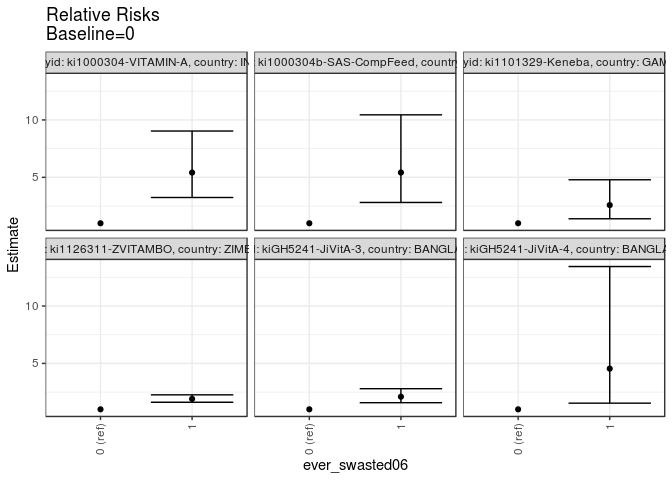 Relative Risks
Baseline=0
yid: ki1000304-VITAMIN-A, country: IN
ki1000304b-SAS-CompFeed, country
yid: ki1101329-Keneba, country: GAM
10
5
: ki1126311-ZVITAMBO, country: ZIMB
: kiGH5241-JiVitA-3, country: BANGLA
: kiGH5241-JiVitA-4, country: BANGLA
10
5
Estimate
0 (ref)
1
0 (ref)
1
0 (ref)
1
ever_swasted06